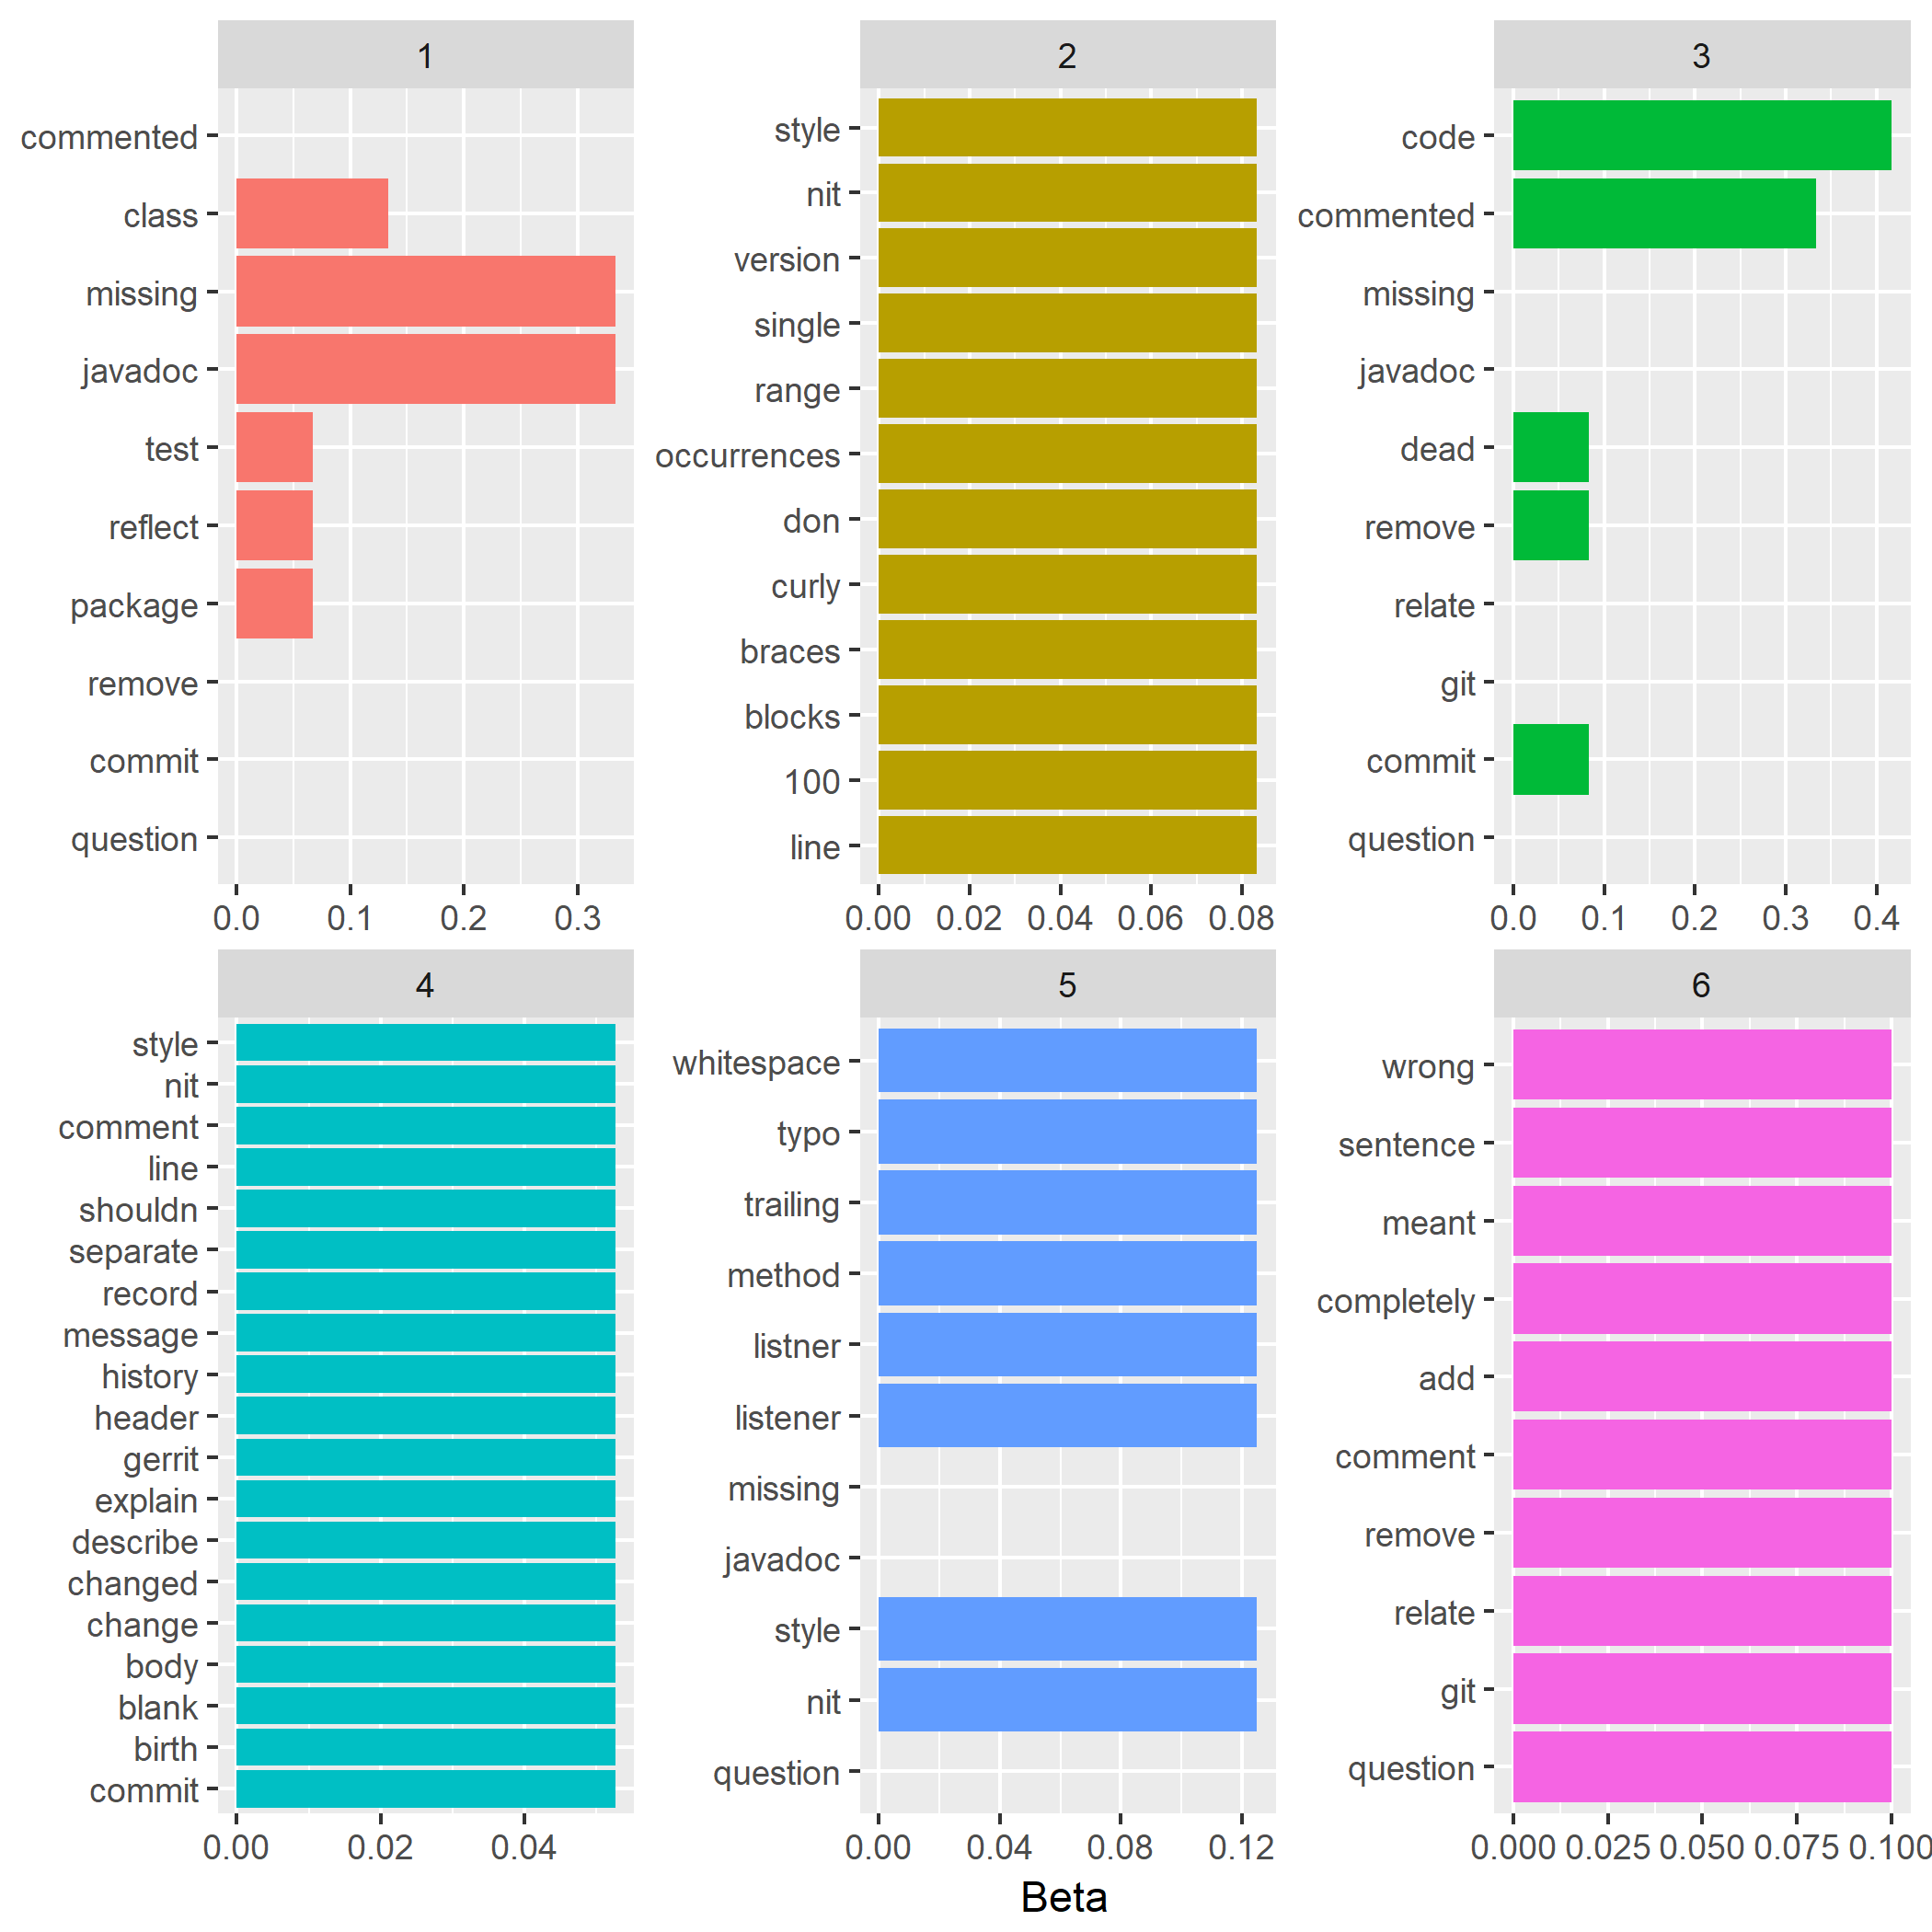 1
commented
class
missing
javadoc
test
reflect
package
remove
commit
question
0.0 0.1 0.2 0.3
2
style
nit
version
single
range
occurrences
don
curly
braces
blocks
100
line
0.00 0.02 0.04 0.06 0.08
3
code
commented
missing
javadoc
dead
remove
relate
git
commit
question
0.0 0.1 0.2 0.3 0.4
4
style
nit
comment
line
shouldn
separate
record
message
history
header
gerrit
explain
describe
changed
change
body
blank
birth
commit
0.00 0.02 0.04
5
whitespace
typo
trailing
method
listner
listener
missing
javadoc
style
nit
question
0.00 0.04 0.08 0.12
6
wrong
sentence
meant
completely
add
comment
remove
relate
git
question
0.000 0.025 0.050 0.075 0.100
Beta